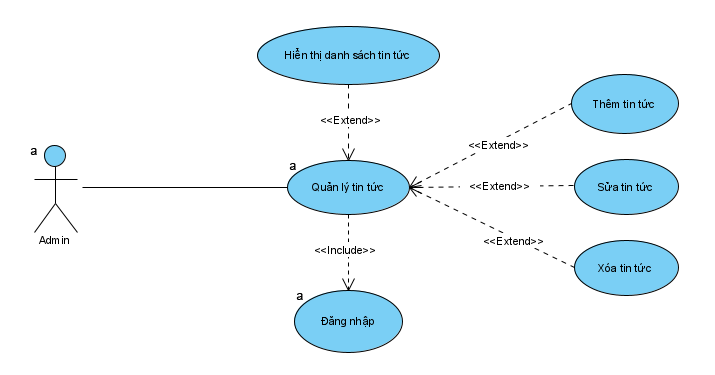 Hiển thị danh sách tin tức
Thêm tin tức
<<Extend>>
<<Extend>>
a
a
Quản lý tin tức
<<Extend>>
Sửa tin tức
Admin
<<Extend>>
<<Include>>
Xóa tin tức
a
Đăng nhập